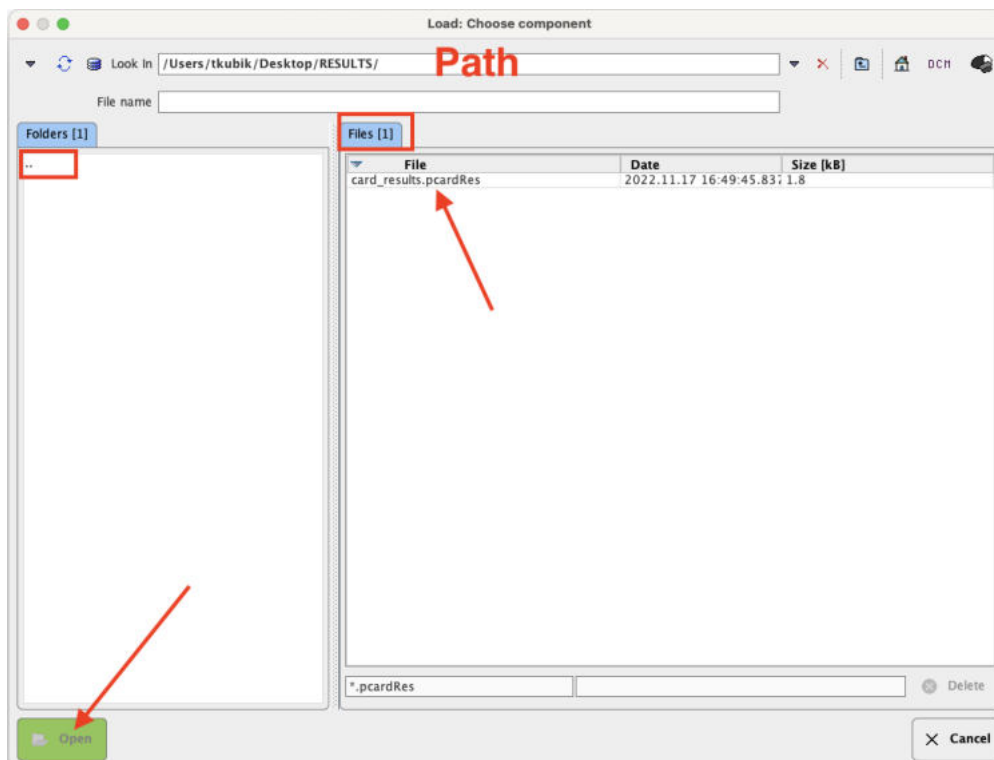 Load: Choose component
Look In /Users/tkubik/Desktop/RESULTS/ Path DCM
File name
Folders [1] Files [1]
.. File Date Size [kB]
card_results.pcardRes 2022.11.17 16:49:45.837 1.8
*.pcardRes Delete
Open Cancel